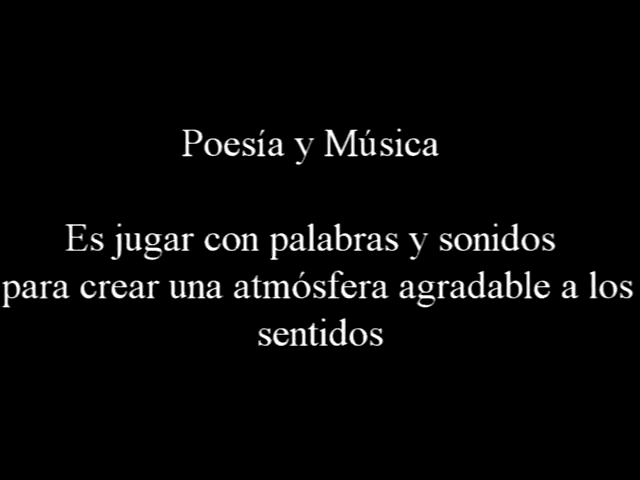 Poesía y Música
Es jugar con palabras y sonidos
para crear una atmósfera agradable a los
sentidos